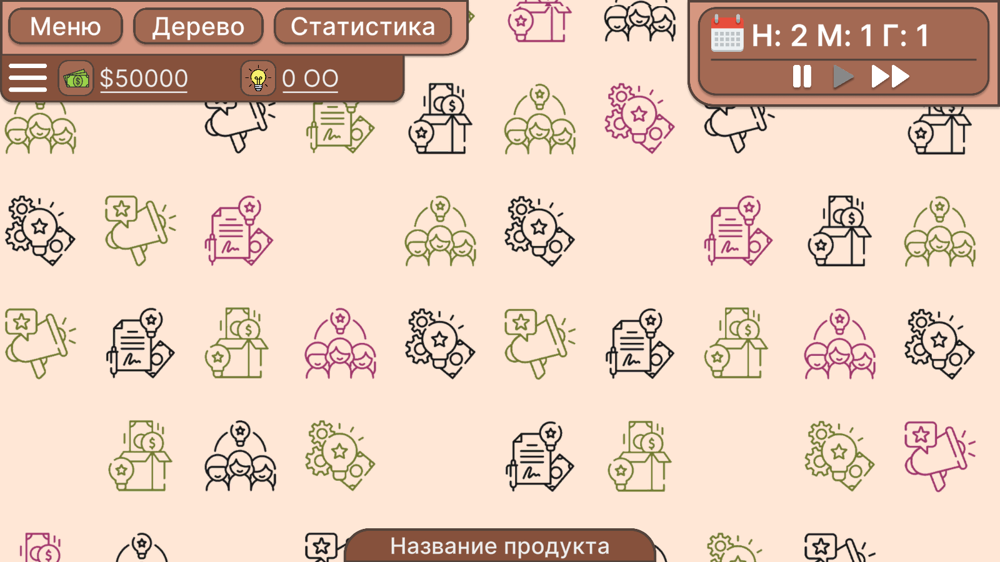 Меню
Дерево
Статистика
$50000
0 ОО
Н: 2 М: 1 Г: 1
Название продукта